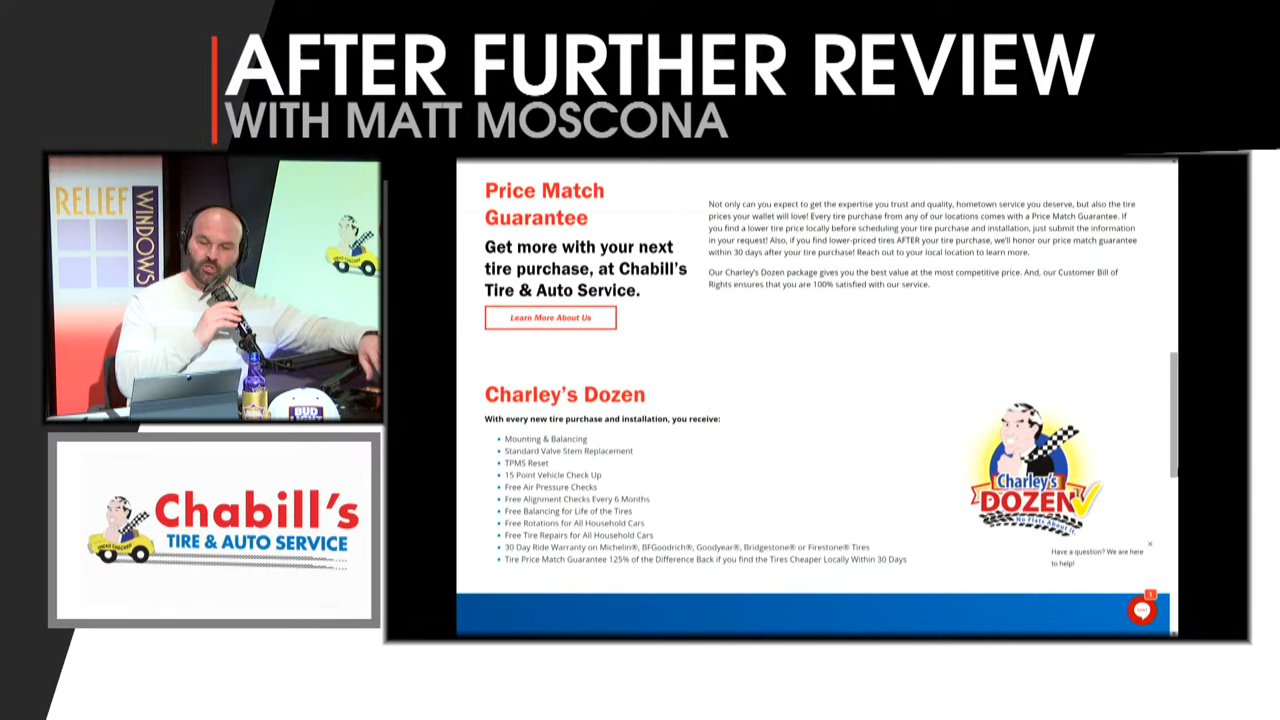 AFTER FURTHER REVIEW
WITH MATT MOSCONA
RELIEF
WINDOWS
BUD
LIGHT
Chabill's
TIRE & AUTO SERVICE
Price Match
Guarantee
Get more with your next
tire purchase, at Chabill's
Tire & Auto Service.
Learn More About Us
Not only can you expect to get the expertise you trust and quality, hometown service you deserve, but also the tire
prices your wallet will love! Every tire purchase from any of our locations comes with a Price Match Guarantee. If
you find a lower tire price locally before scheduling your tire purchase and installation, just submit the information
in your request! Also, if you find lower-priced tires AFTER your tire purchase, we'll honor our price match guarantee
within 30 days after your tire purchase! Reach out to your local location to learn more.
Our Charley's Dozen package gives you the best value at the most competitive price. And, our Customer Bill of
Rights ensures that you are 100% satisfied with our service.
Charley's Dozen
With every new tire purchase and installation, you receive:
Mounting & Balancing
Standard Valve Stem Replacement
TPMS Reset
15 Point Vehicle Check Up
Free Air Pressure Checks
Free Alignment Checks Every 6 Months
Free Balancing for Life of the Tires
Free Rotations for All Household Cars
Free Tire Repairs for All Household Cars
30 Day Ride Warranty on Michelin®, BFGoodrich®, Goodyear®, Bridgestone® or Firestone® Tires
Tire Price Match Guarantee 125% of the Difference Back if you find the Tires Cheaper Locally Within 30 Days
Charley's
DOZEN
No Flats About It.
Have a question? We are here
to help!
1